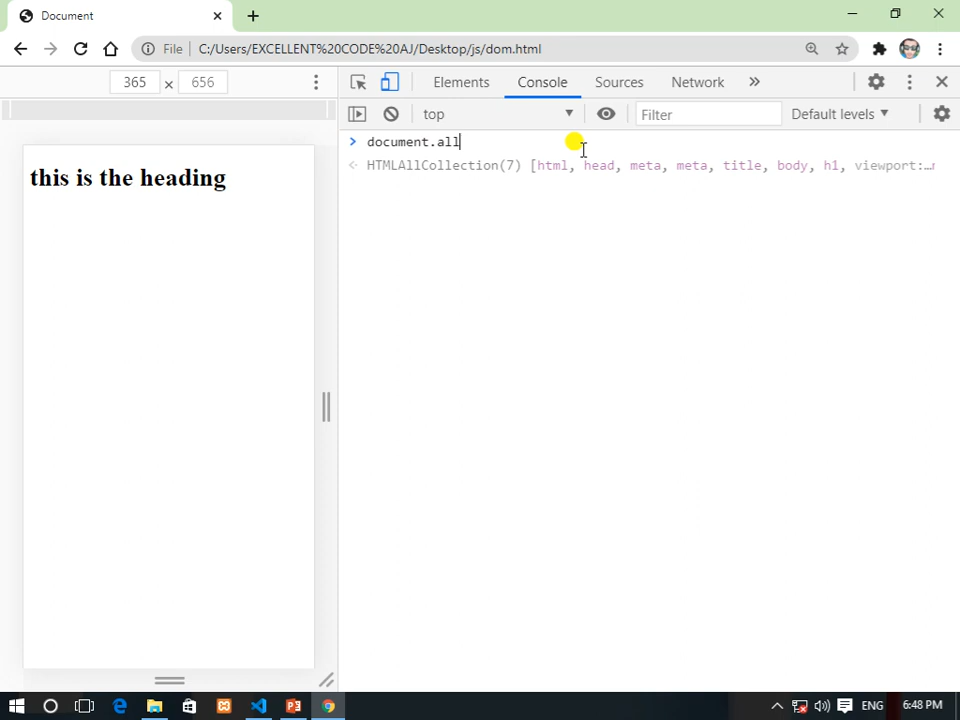 Document
File
C:/Users/EXCELLENT%20CODE%20AJ/Desktop/js/dom.html
365 × 656
Elements Console Sources Network »
top Filter Default levels ▼
> document.all
HTMLAllCollection(7) [html, head, meta, meta, title, body, h1, viewport:…
this is the heading
ENG 6:48 PM